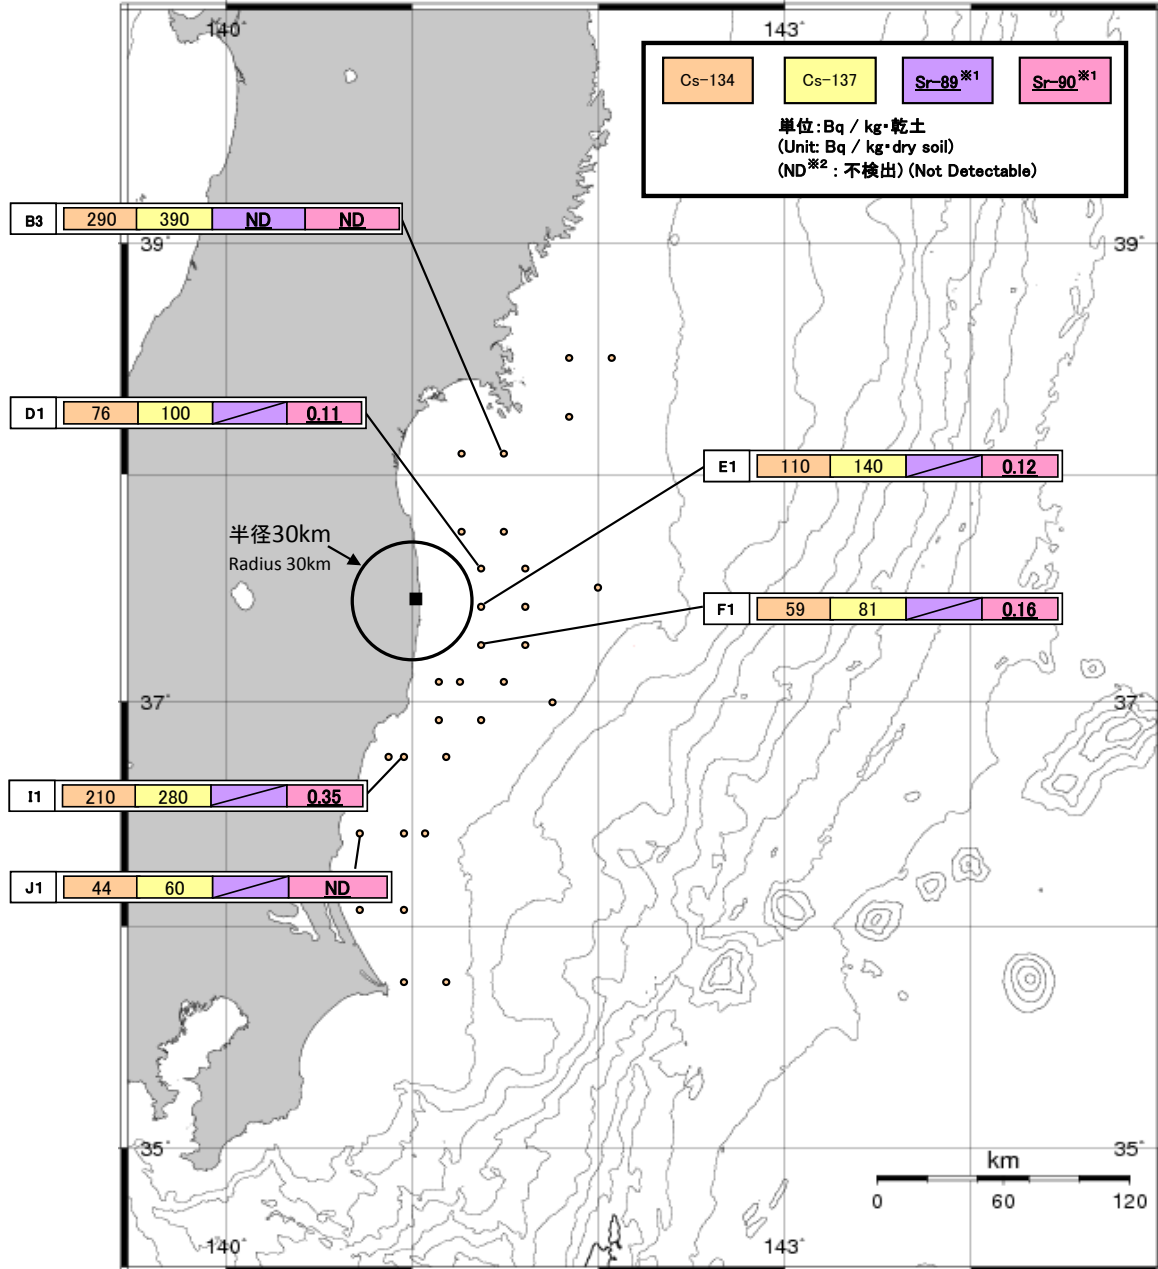 140°
143°
Cs-134
Cs-137
Sr-89※1
Sr-90※1
単位:Bq / kg・乾土
(Unit: Bq / kg・dry soil)
(ND※2 : 不検出) (Not Detectable)
B3 290 390 ND ND
39°
39°
D1 76 100 0.11
E1 110 140 0.12
半径30km
Radius 30km
F1 59 81 0.16
37°
37°
I1 210 280 0.35
J1 44 60 ND
35°
35°
km
0 60 120
140°
143°